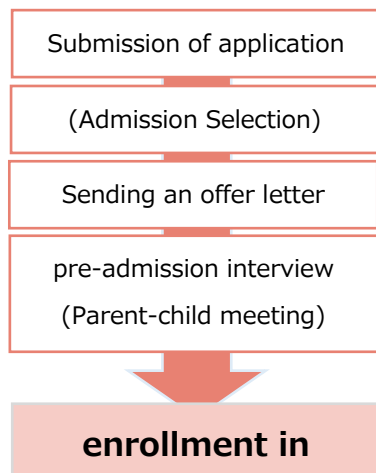 Submission of application
(Admission Selection)
Sending an offer letter
pre-admission interview
(Parent-child meeting)
enrollment in